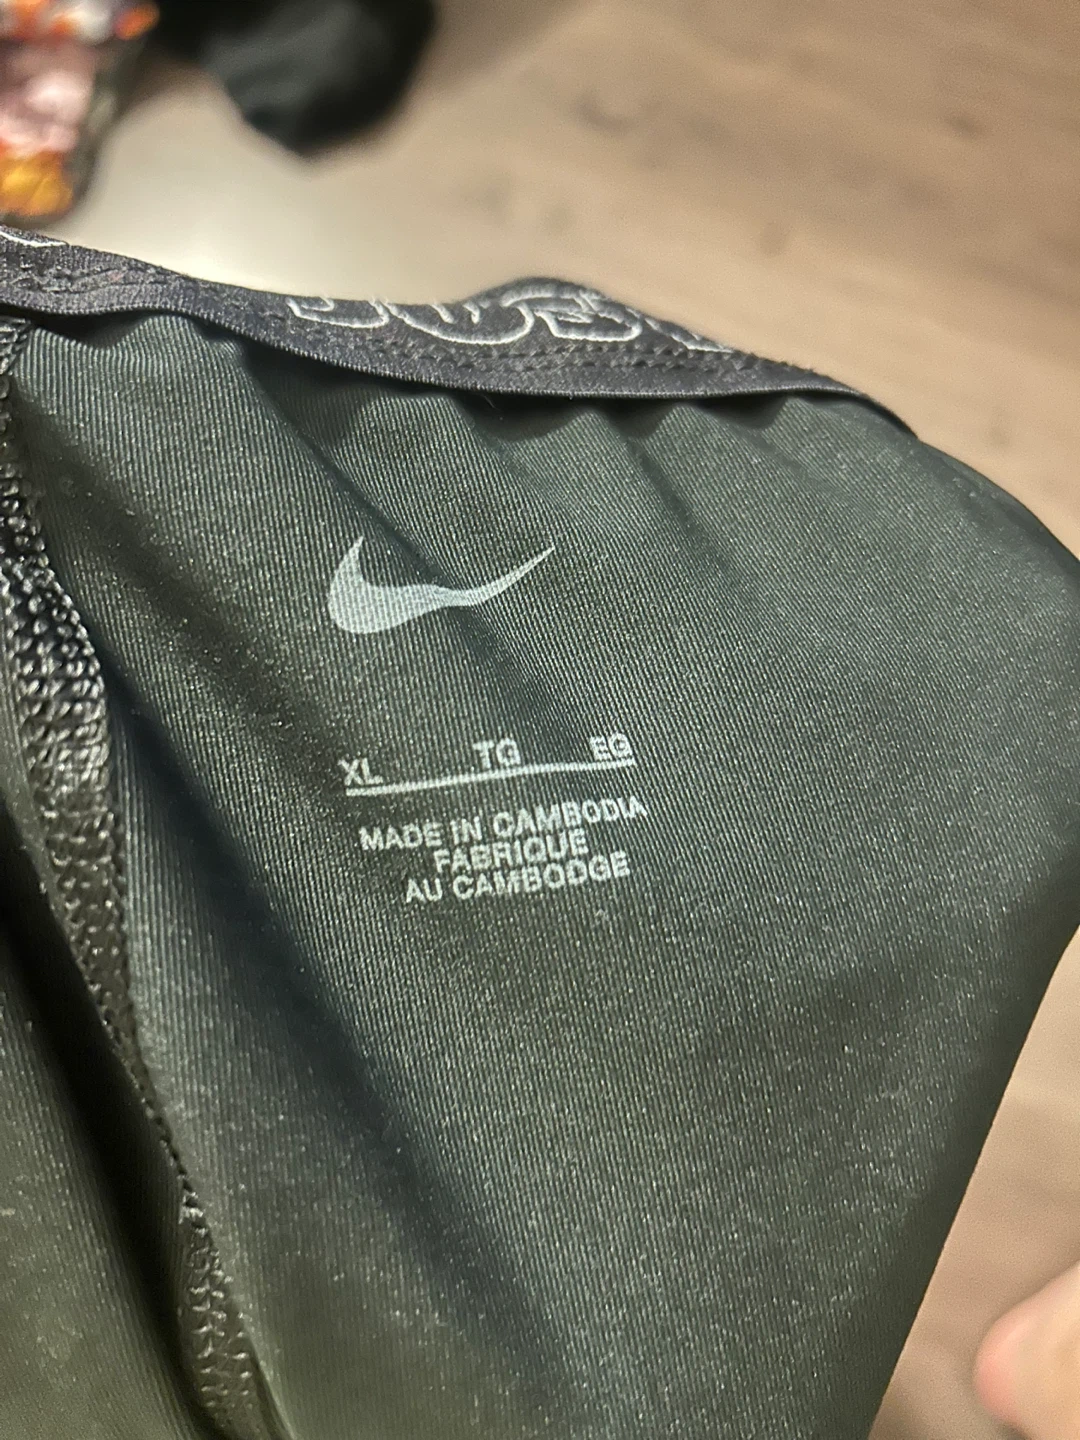 XL TG EG
MADE IN CAMBODIA
FABRIQUE
AU CAMBODGE